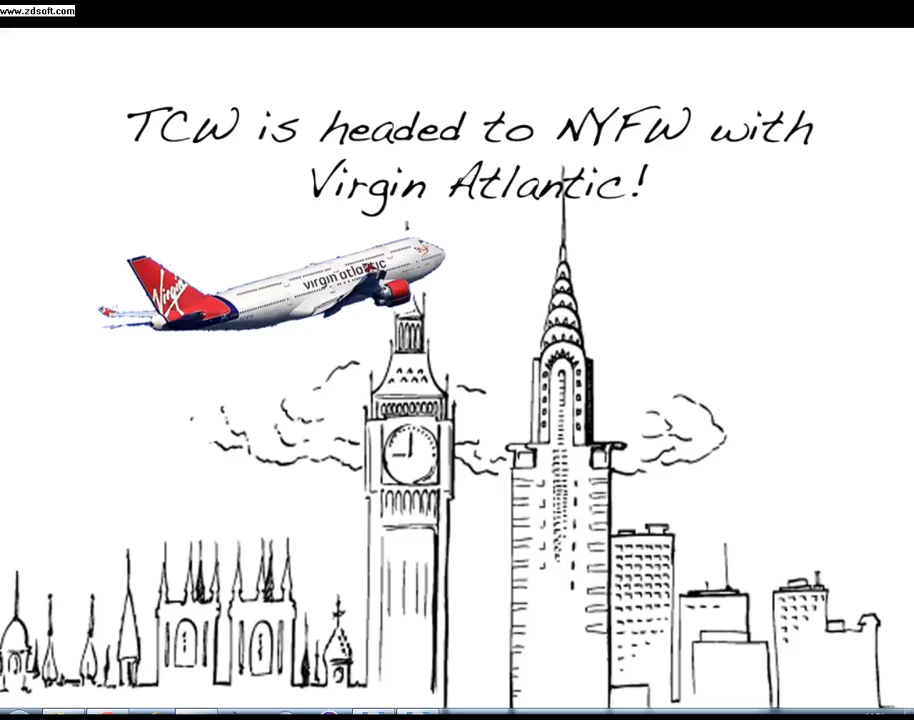 www.zdsoft.com
TCW is headed to NYFW with
Virgin Atlantic!
virgin atlantic
Virgin